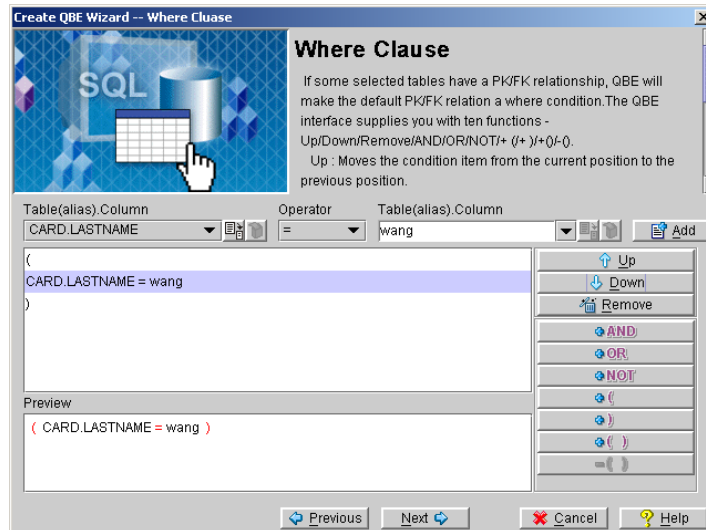 Create QBE Wizard -- Where Cluase
SQL
Where Clause
If some selected tables have a PK/FK relationship, QBE will
make the default PK/FK relation a where condition.The QBE
interface supplies you with ten functions -
Up/Down/Remove/AND/OR/NOT/+ (/+ )/+()/-().
Up : Moves the condition item from the current position to the
previous position.
Table(alias).Column Operator Table(alias).Column
CARD.LASTNAME = wang Add
(
CARD.LASTNAME = wang
)
Up
Down
Remove
AND
OR
NOT
(
)
( )
( )
Preview
( CARD.LASTNAME = wang )
Previous Next Cancel Help